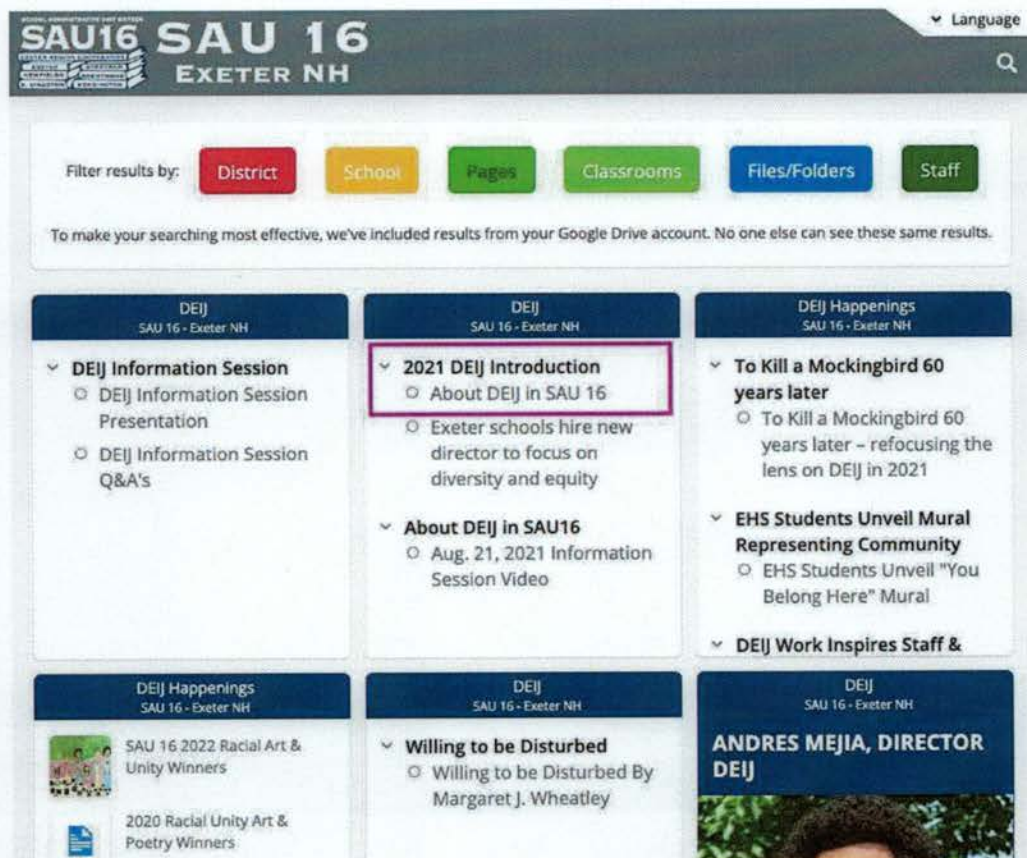 SAU16
SAU 16
EXETER NH
Language
Filter results by:
District
School
Pages
Classrooms
Files/Folders
Staff
To make your searching most effective, we've included results from your Google Drive account. No one else can see these same results.
DEIJ
SAU 16 - Exeter NH
DEIJ Information Session
DEIJ Information Session
Presentation
DEIJ Information Session
Q&A's
DEIJ
SAU 16 - Exeter NH
2021 DEIJ Introduction
About DEIJ in SAU 16
Exeter schools hire new
director to focus on
diversity and equity
About DEIJ in SAU16
Aug. 21, 2021 Information
Session Video
DEIJ Happenings
SAU 16 - Exeter NH
To Kill a Mockingbird 60
years later
To Kill a Mockingbird 60
years later – refocusing the
lens on DEIJ in 2021
EHS Students Unveil Mural
Representing Community
EHS Students Unveil "You
Belong Here" Mural
DEIJ Work Inspires Staff &
DEIJ Happenings
SAU 16 - Exeter NH
SAU 16 2022 Racial Art &
Unity Winners
2020 Racial Unity Art &
Poetry Winners
DEIJ
SAU 16 - Exeter NH
Willing to be Disturbed
Willing to be Disturbed By
Margaret J. Wheatley
DEIJ
SAU 16 - Exeter NH
ANDRES MEJIA, DIRECTOR
DEIJ